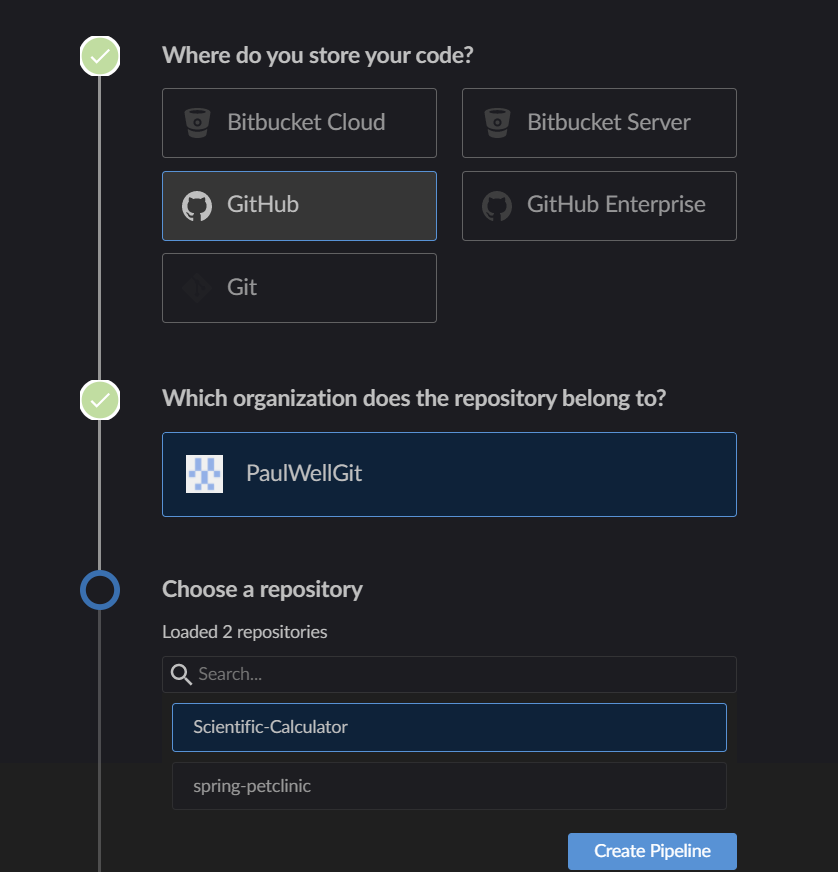 Where do you store your code?
Bitbucket Cloud
Bitbucket Server
GitHub
GitHub Enterprise
Git
Which organization does the repository belong to?
PaulWellGit
Choose a repository
Loaded 2 repositories
Search...
Scientific-Calculator
spring-petclinic
Create Pipeline